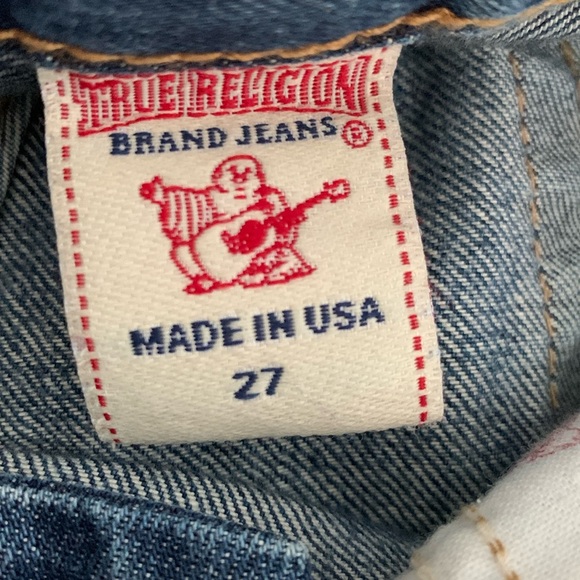 TRUE RELIGION
BRAND JEANS®
MADE IN USA
27